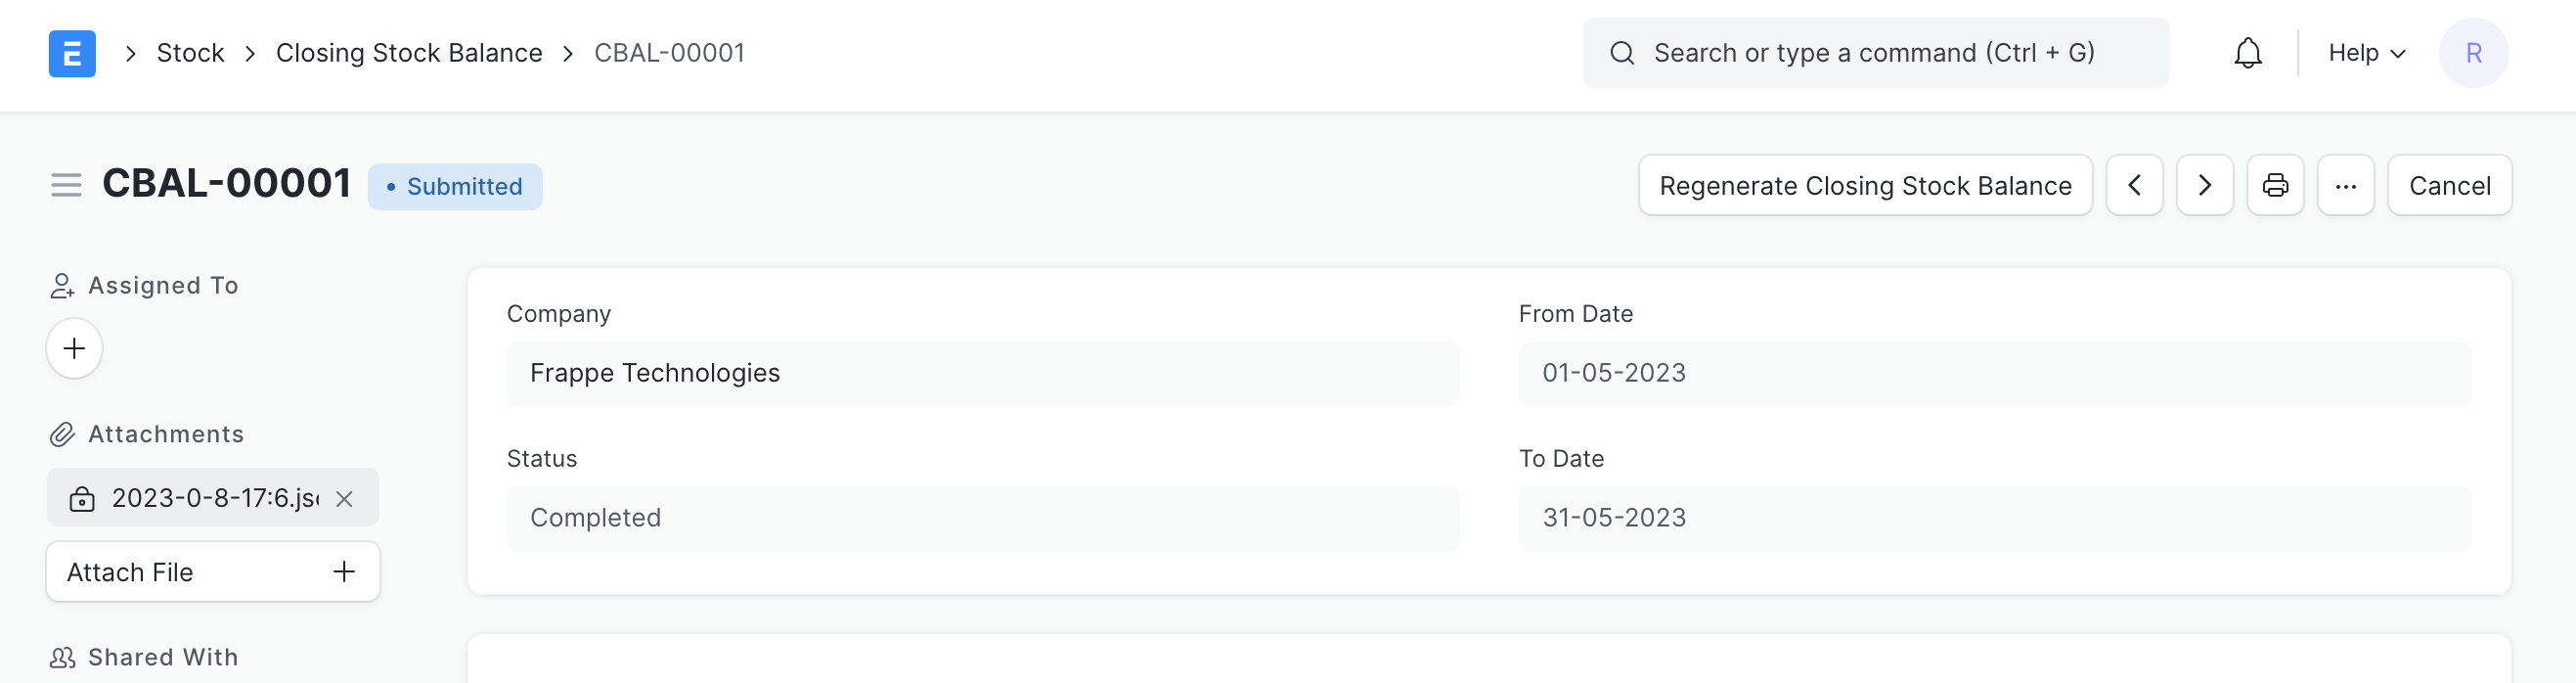 E Stock Closing Stock Balance CBAL-00001 Search or type a command (Ctrl + G) Help R
CBAL-00001 Submitted Regenerate Closing Stock Balance ... Cancel
Assigned To
Attachments
2023-0-8-17:6.js
Attach File
Shared With
Company
Frappe Technologies
Status
Completed
From Date
01-05-2023
To Date
31-05-2023